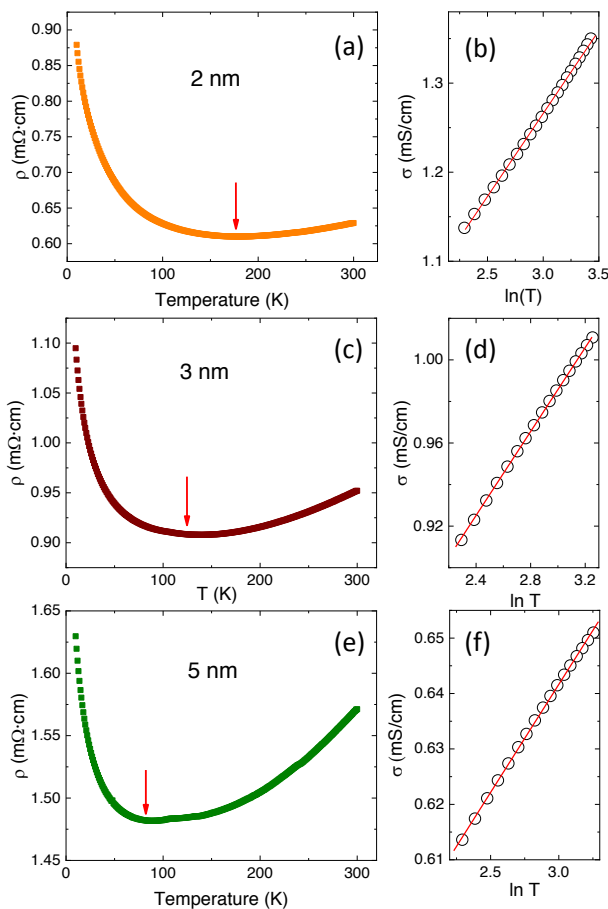 (a)
2 nm
0.90
0.85
0.80
0.75
0.70
0.65
0.60
ρ (mΩ·cm)
0 100 200 300
Temperature (K)
(b)
1.3
1.2
1.1
σ (mS/cm)
2.5 3.0 3.5
ln(T)
(c)
3 nm
1.10
1.05
1.00
0.95
0.90
ρ (mΩ·cm)
0 100 200 300
T (K)
(d)
1.00
0.96
0.92
σ (mS/cm)
2.4 2.8 3.2
ln T
(e)
5 nm
1.65
1.60
1.55
1.50
1.45
ρ (mΩ·cm)
0 100 200 300
Temperature (K)
(f)
0.65
0.64
0.63
0.62
0.61
σ (mS/cm)
2.5 3.0
ln T